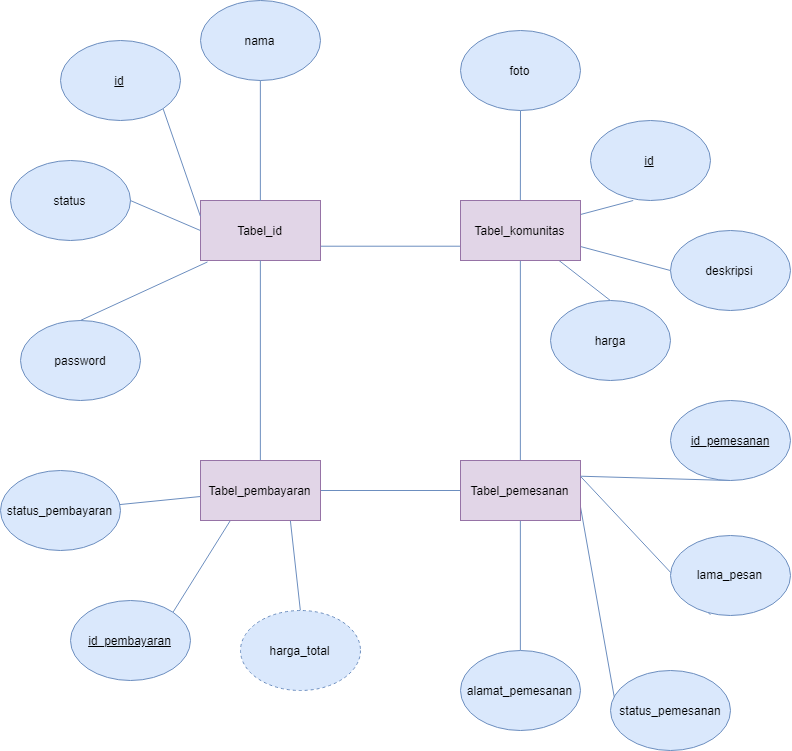 nama
foto
id
id
status
Tabel_id
Tabel_komunitas
deskripsi
harga
password
id_pemesanan
Tabel_pembayaran
Tabel_pemesanan
status_pembayaran
lama_pesan
id_pembayaran
harga_total
alamat_pemesanan
status_pemesanan